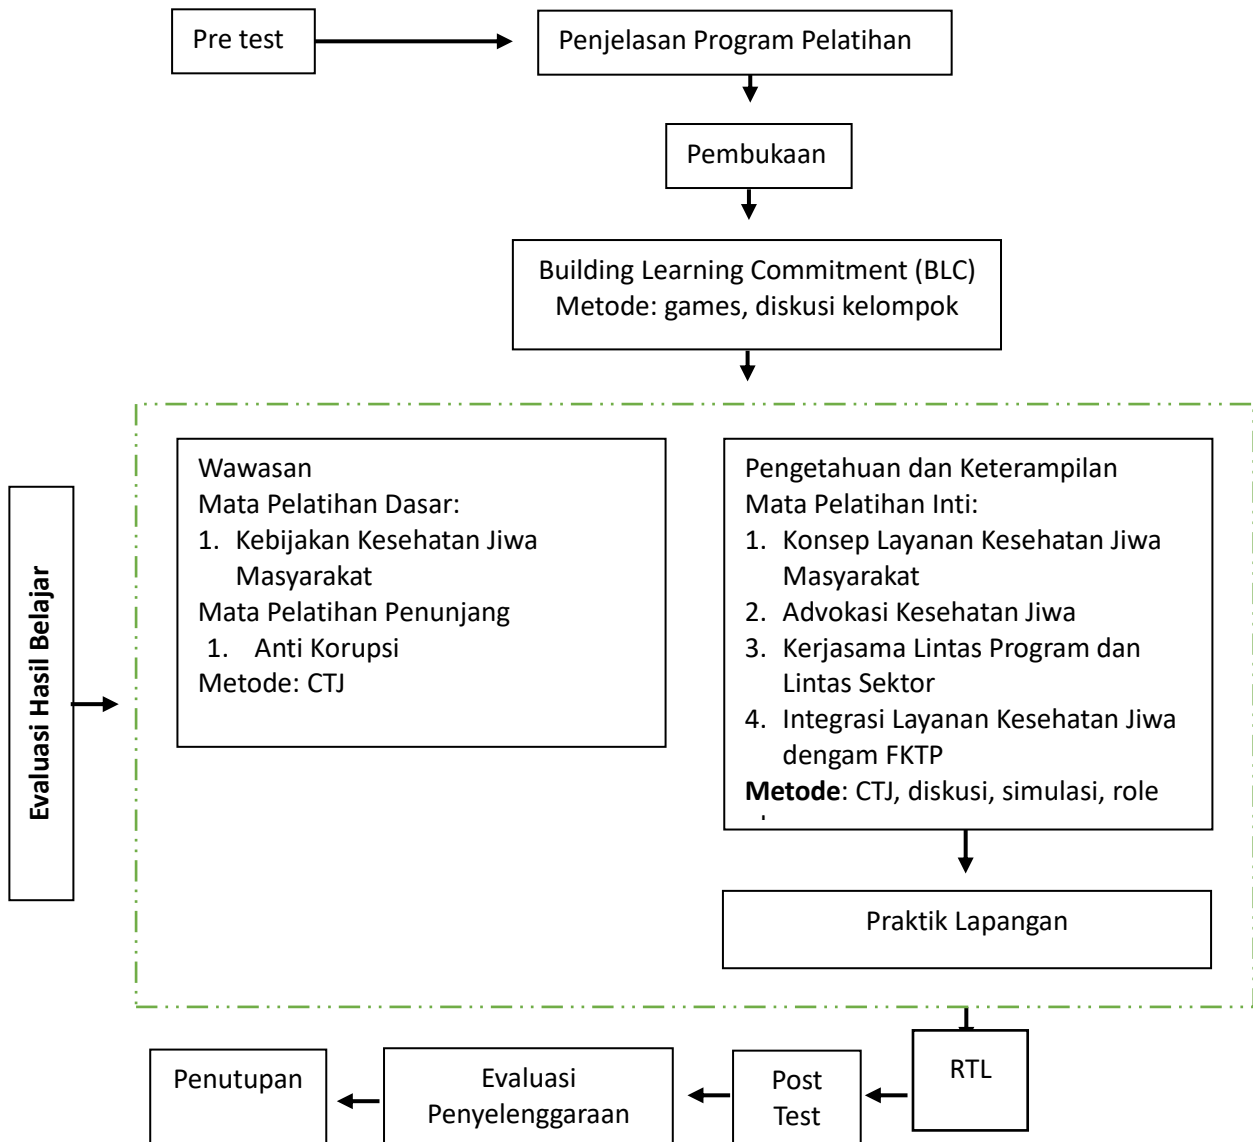 Pre test
Penjelasan Program Pelatihan
Pembukaan
Building Learning Commitment (BLC)
Metode: games, diskusi kelompok
Evaluasi Hasil Belajar
Wawasan
Mata Pelatihan Dasar:
1. Kebijakan Kesehatan Jiwa
Masyarakat
Mata Pelatihan Penunjang
1. Anti Korupsi
Metode: CTJ
Pengetahuan dan Keterampilan
Mata Pelatihan Inti:
1. Konsep Layanan Kesehatan Jiwa
Masyarakat
2. Advokasi Kesehatan Jiwa
3. Kerjasama Lintas Program dan
Lintas Sektor
4. Integrasi Layanan Kesehatan Jiwa
dengam FKTP
Metode: CTJ, diskusi, simulasi, role
Praktik Lapangan
RTL
Post
Test
Evaluasi
Penyelenggaraan
Penutupan